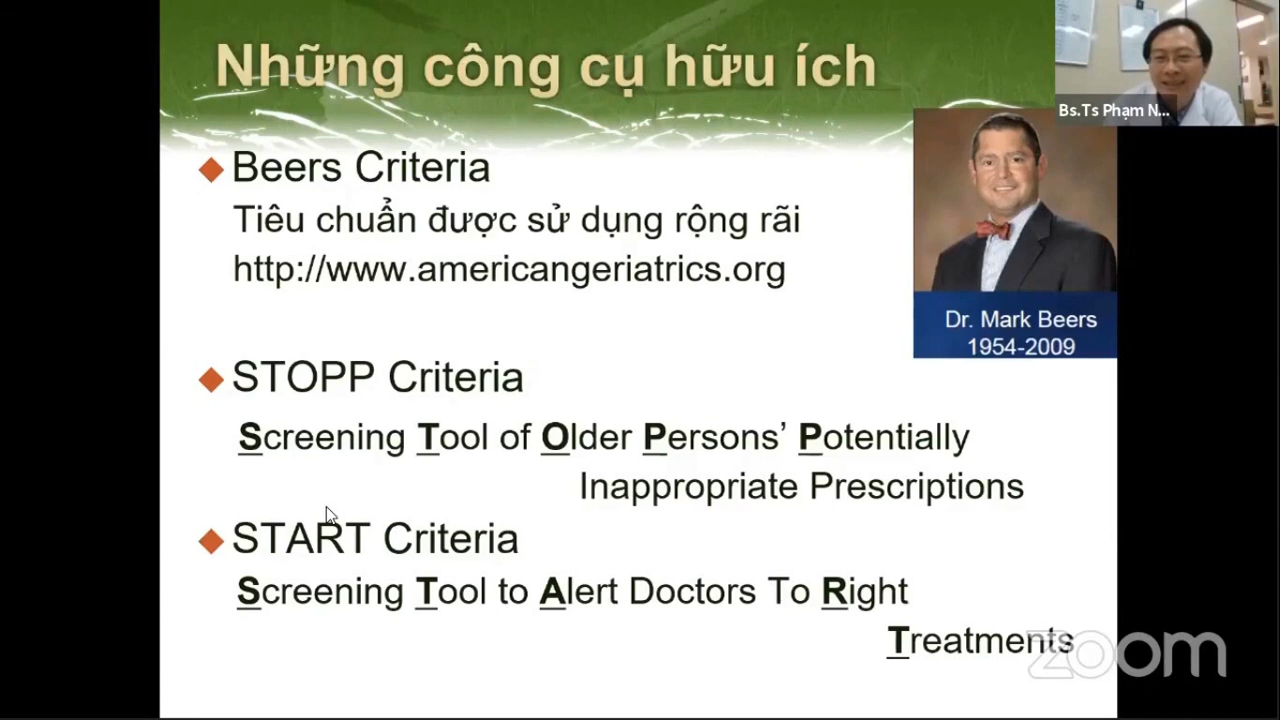 Những công cụ hữu ích
Bs.Ts Phạm N...
Beers Criteria
Tiêu chuẩn được sử dụng rộng rãi
http://www.americangeriatrics.org
Dr. Mark Beers
1954-2009
STOPP Criteria
Screening Tool of Older Persons’ Potentially
Inappropriate Prescriptions
START Criteria
Screening Tool to Alert Doctors To Right
Treatments
zoom